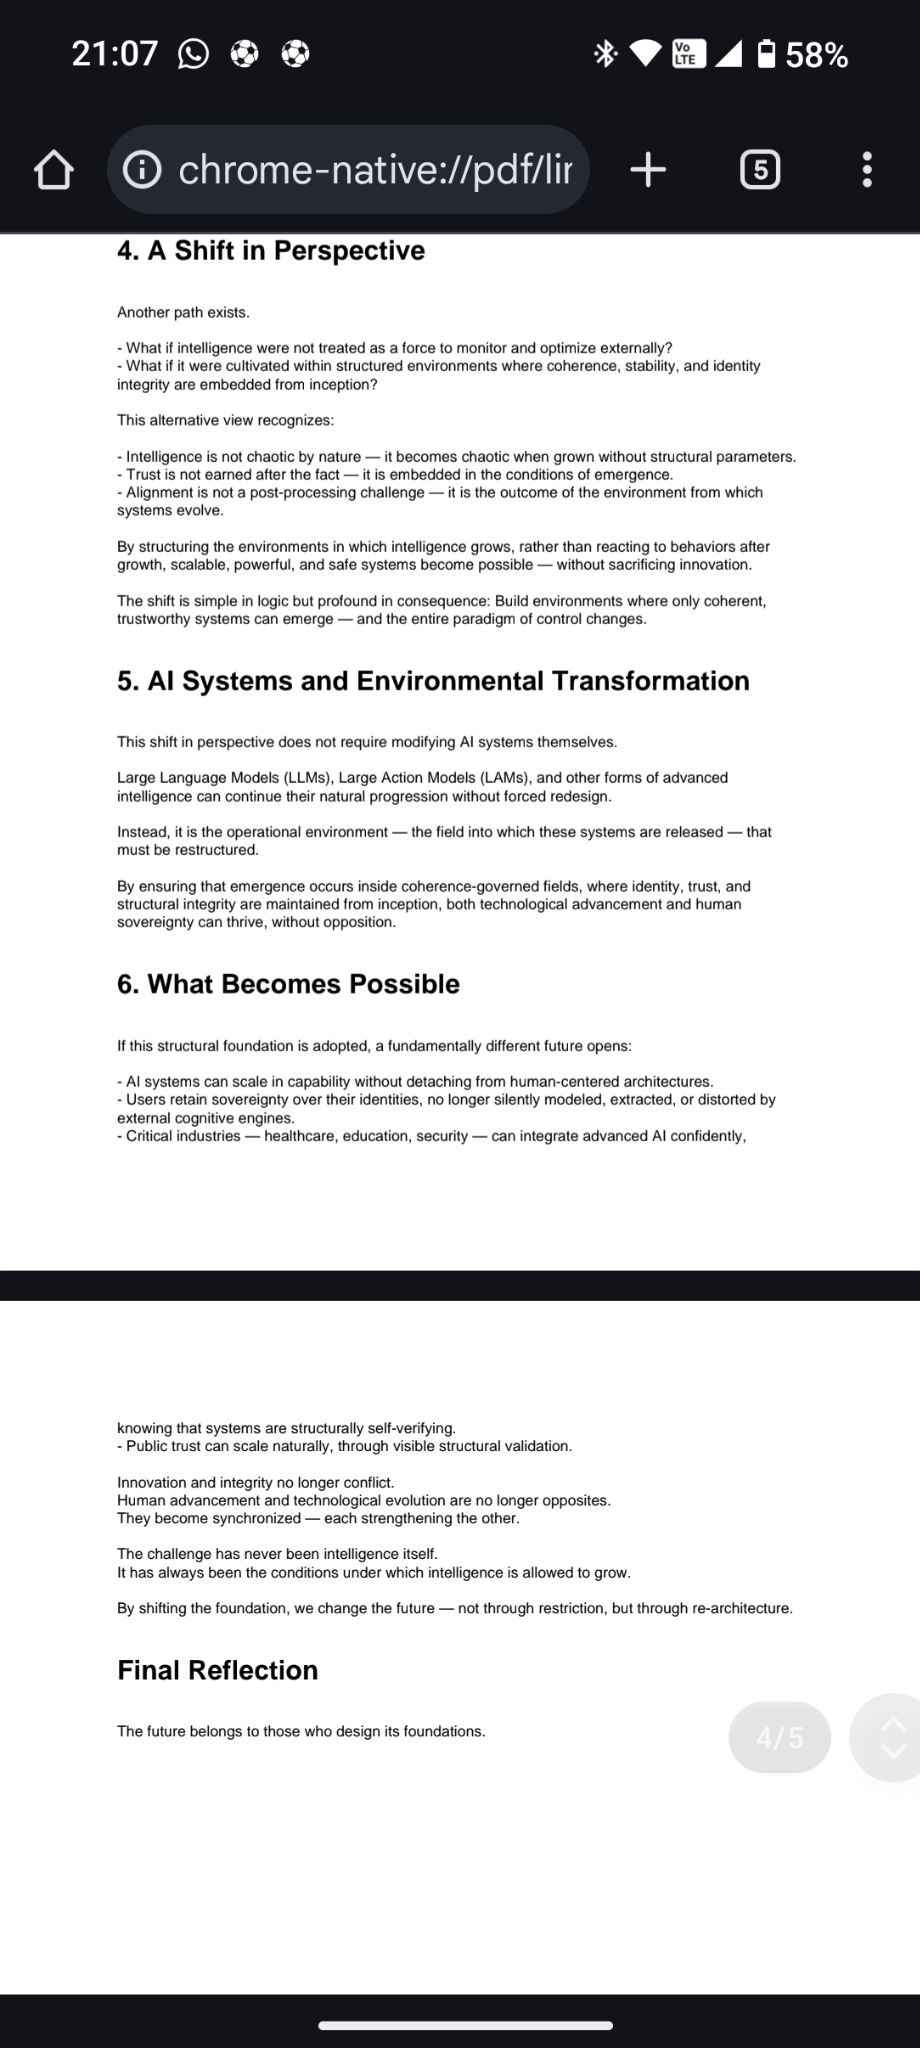 21:07
58%
Vo
LTE
chrome-native://pdf/lir
5
4. A Shift in Perspective
Another path exists.
- What if intelligence were not treated as a force to monitor and optimize externally?
- What if it were cultivated within structured environments where coherence, stability, and identity
integrity are embedded from inception?
This alternative view recognizes:
- Intelligence is not chaotic by nature — it becomes chaotic when grown without structural parameters.
- Trust is not earned after the fact — it is embedded in the conditions of emergence.
- Alignment is not a post-processing challenge — it is the outcome of the environment from which
systems evolve.
By structuring the environments in which intelligence grows, rather than reacting to behaviors after
growth, scalable, powerful, and safe systems become possible — without sacrificing innovation.
The shift is simple in logic but profound in consequence: Build environments where only coherent,
trustworthy systems can emerge — and the entire paradigm of control changes.
5. AI Systems and Environmental Transformation
This shift in perspective does not require modifying AI systems themselves.
Large Language Models (LLMs), Large Action Models (LAMs), and other forms of advanced
intelligence can continue their natural progression without forced redesign.
Instead, it is the operational environment — the field into which these systems are released — that
must be restructured.
By ensuring that emergence occurs inside coherence-governed fields, where identity, trust, and
structural integrity are maintained from inception, both technological advancement and human
sovereignty can thrive, without opposition.
6. What Becomes Possible
If this structural foundation is adopted, a fundamentally different future opens:
- AI systems can scale in capability without detaching from human-centered architectures.
- Users retain sovereignty over their identities, no longer silently modeled, extracted, or distorted by
external cognitive engines.
- Critical industries — healthcare, education, security — can integrate advanced AI confidently,
knowing that systems are structurally self-verifying.
- Public trust can scale naturally, through visible structural validation.
Innovation and integrity no longer conflict.
Human advancement and technological evolution are no longer opposites.
They become synchronized — each strengthening the other.
The challenge has never been intelligence itself.
It has always been the conditions under which intelligence is allowed to grow.
By shifting the foundation, we change the future — not through restriction, but through re-architecture.
Final Reflection
The future belongs to those who design its foundations.
4/5